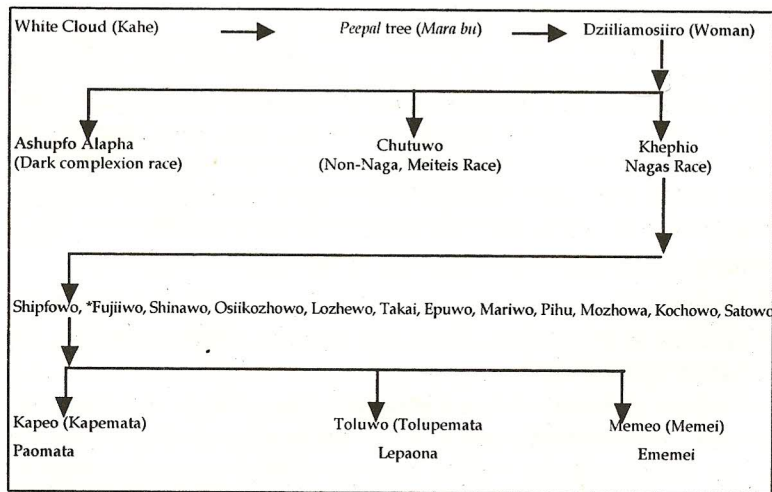 White Cloud (Kahe) Peepal tree (Mara bu) Dziiliamosiiro (Woman)
Ashupfo Alapha Chutuwo Khephio
(Dark complexion race) (Non-Naga, Meiteis Race) Nagas Race)
Shipfowo, *Fujiiwo, Shinawo, Osiikozhowo, Lozhewo, Takai, Epuwo, Mariwo, Pihu, Mozhowa, Kochowo, Satowo
Kapeo (Kapemata) Toluwo (Tolupemata Memeo (Memei)
Paomata Lepaona Ememei